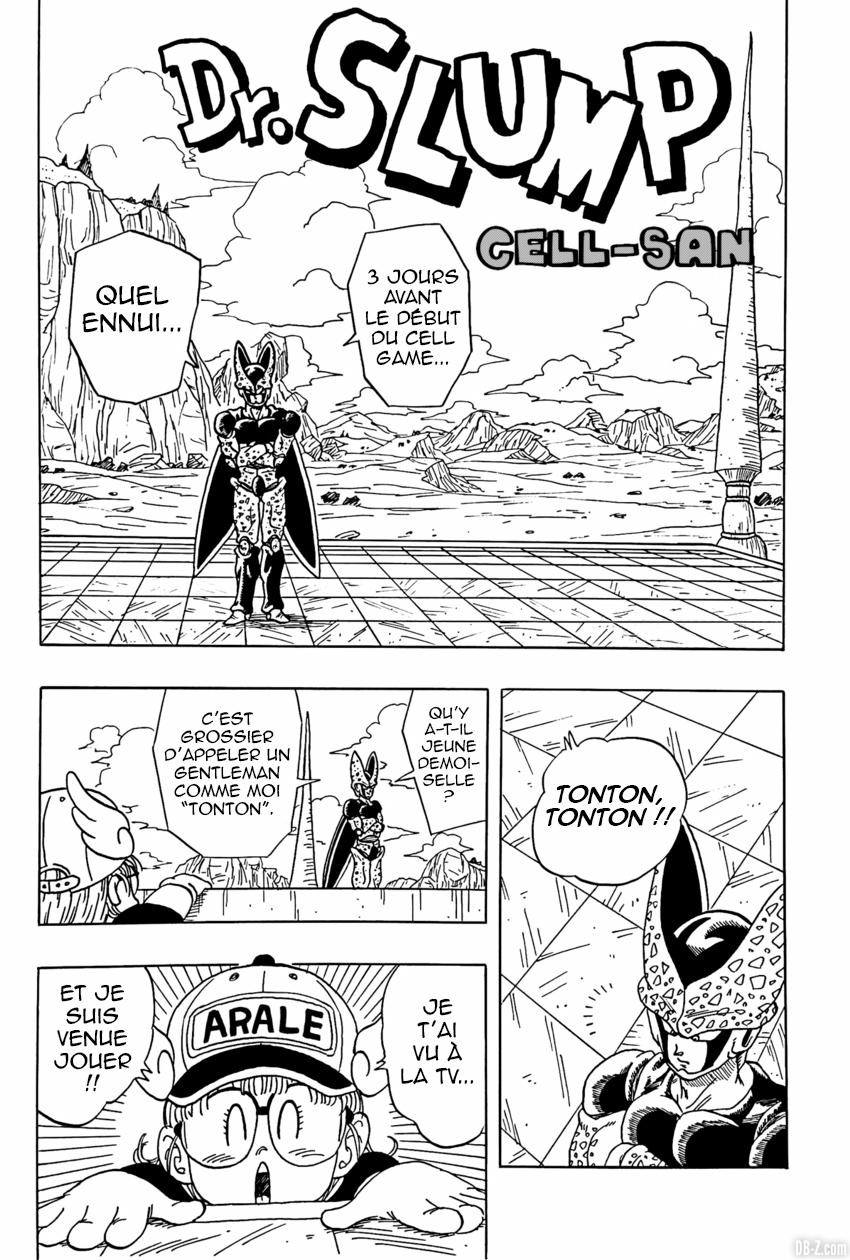 Dr. SLUMP
CELL-SAN
3 JOURS
AVANT
LE DÉBUT
DU CELL
GAME...
QUEL
ENNUI...
TONTON,
TONTON !!
QU'Y
A-T-IL
JEUNE
DEMOI-
SELLE
?
C'EST
GROSSIER
D'APPELER UN
GENTLEMAN
COMME MOI
"TONTON".
JE
T'AI
VU À
LA TV...
ET JE
SUIS
VENUE
JOUER
!!
ARALE
DB-Z.com